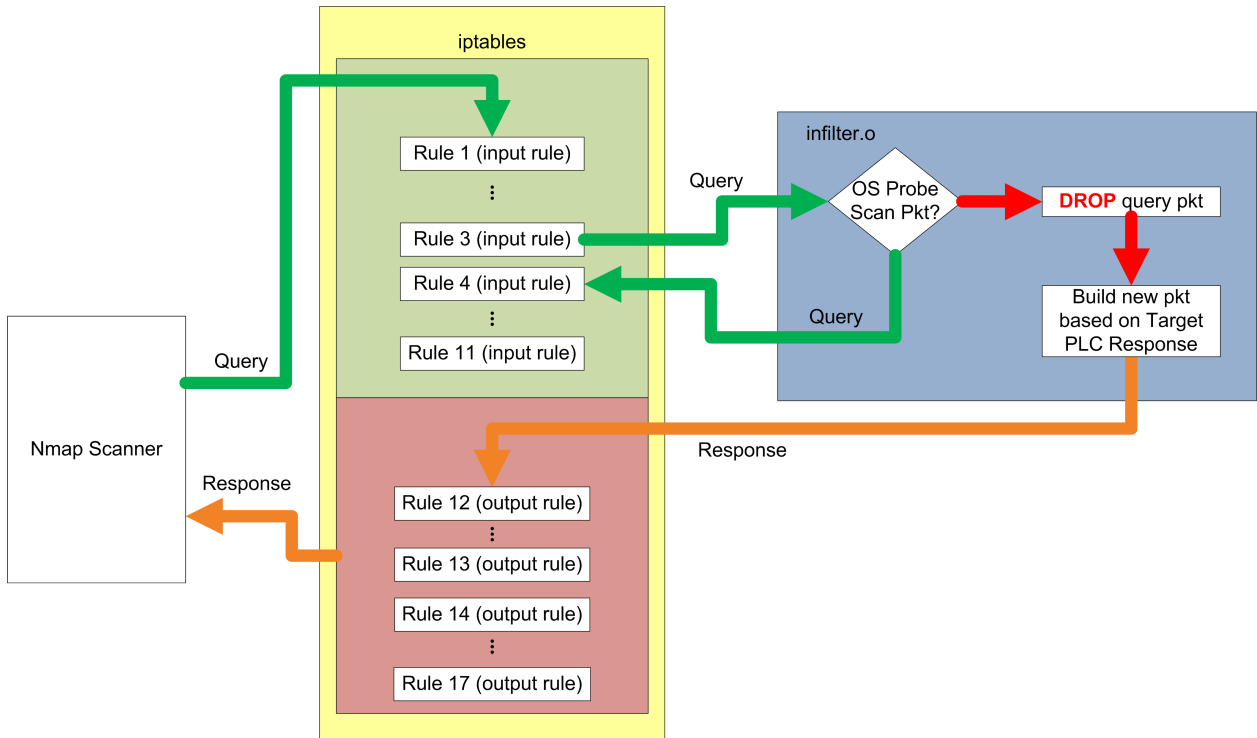 iptables
Rule 1 (input rule)
Rule 3 (input rule)
Rule 4 (input rule)
Rule 11 (input rule)
Query
Nmap Scanner
Response
Rule 12 (output rule)
Rule 13 (output rule)
Rule 14 (output rule)
Rule 17 (output rule)
infilter.o
Query
OS Probe
Scan Pkt?
DROP query pkt
Query
Build new pkt
based on Target
PLC Response
Response